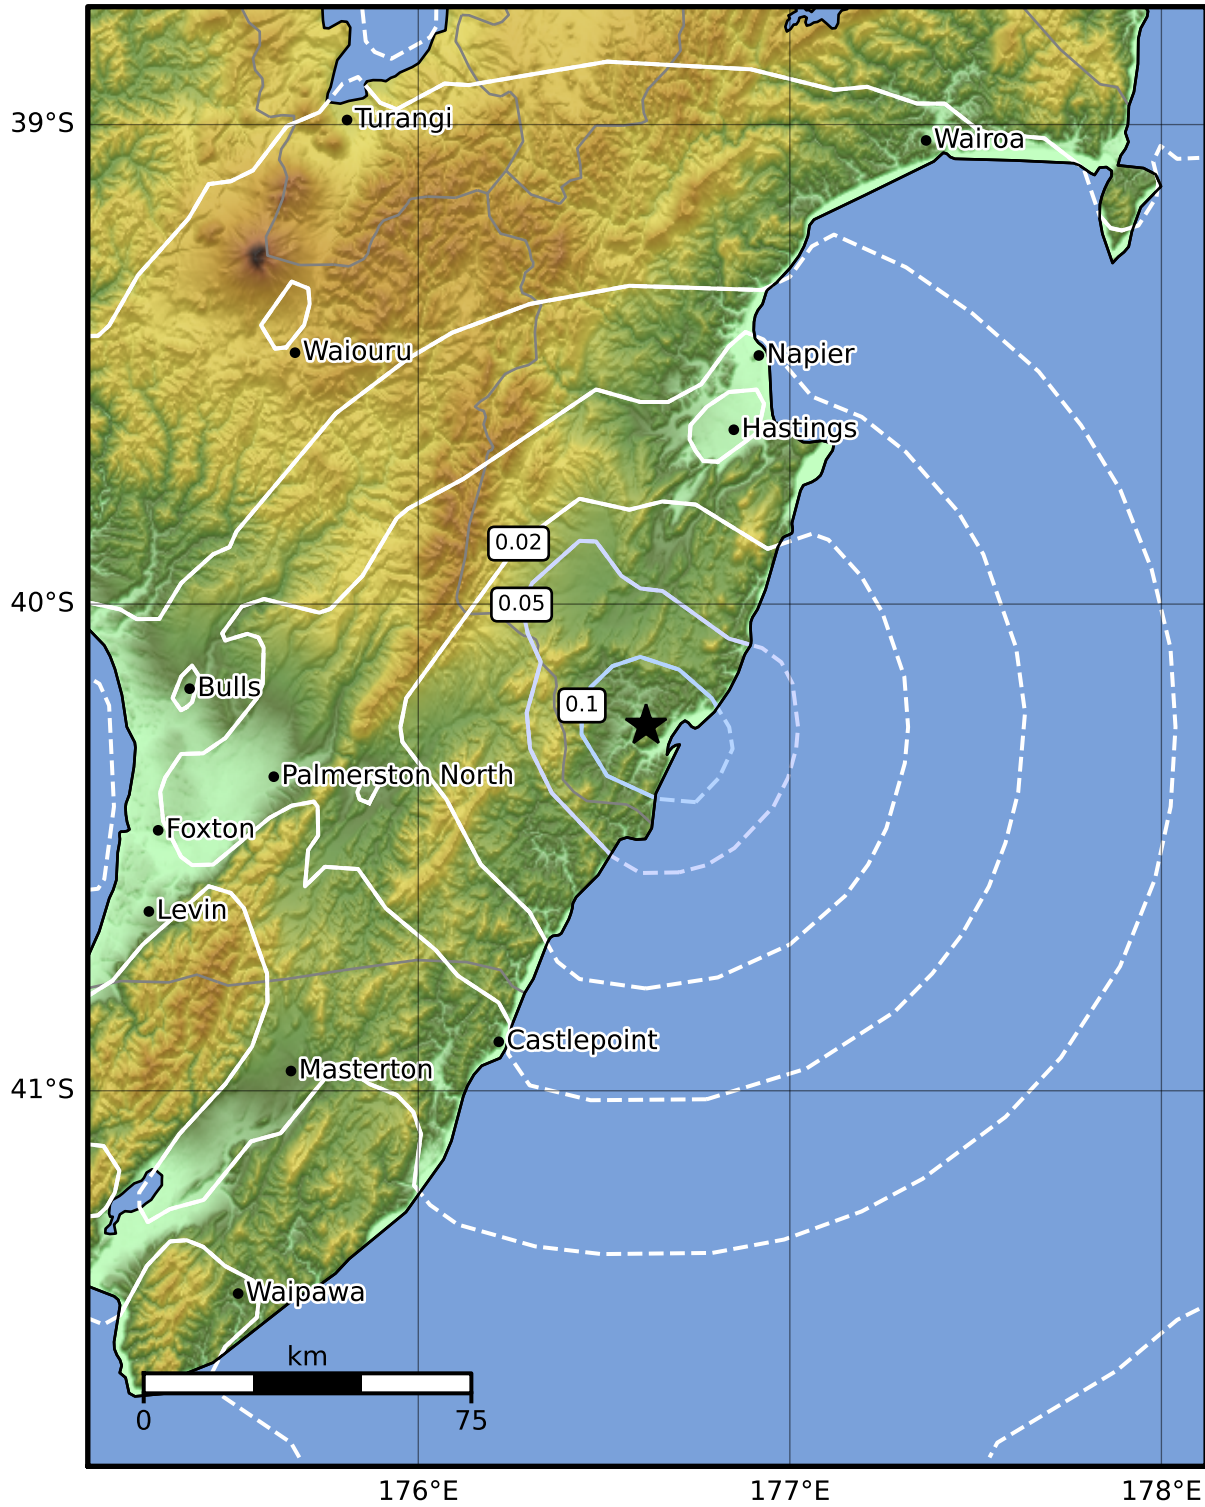 Turangi
39°S
Wairoa
Waiouru
Napier
Hastings
0.02
40°S
0.05
Bulls
0.1
Palmerston North
Foxton
Levin
Castlepoint
Masterton
41°S
Waipawa
km
0
75
176°E
177°E
178°E